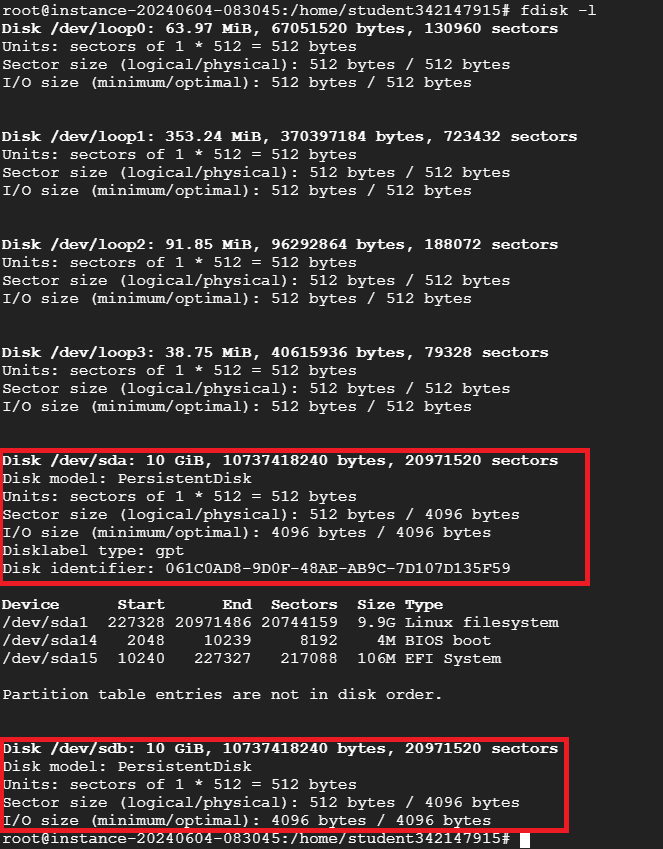 root@instance-20240604-083045:/home/student342147915# fdisk -l
Disk /dev/loop0: 63.97 MiB, 67051520 bytes, 130960 sectors
Units: sectors of 1 * 512 = 512 bytes
Sector size (logical/physical): 512 bytes / 512 bytes
I/O size (minimum/optimal): 512 bytes / 512 bytes
Disk /dev/loop1: 353.24 MiB, 370397184 bytes, 723432 sectors
Units: sectors of 1 * 512 = 512 bytes
Sector size (logical/physical): 512 bytes / 512 bytes
I/O size (minimum/optimal): 512 bytes / 512 bytes
Disk /dev/loop2: 91.85 MiB, 96292864 bytes, 188072 sectors
Units: sectors of 1 * 512 = 512 bytes
Sector size (logical/physical): 512 bytes / 512 bytes
I/O size (minimum/optimal): 512 bytes / 512 bytes
Disk /dev/loop3: 38.75 MiB, 40615936 bytes, 79328 sectors
Units: sectors of 1 * 512 = 512 bytes
Sector size (logical/physical): 512 bytes / 512 bytes
I/O size (minimum/optimal): 512 bytes / 512 bytes
Disk /dev/sda: 10 GiB, 10737418240 bytes, 20971520 sectors
Disk model: PersistentDisk
Units: sectors of 1 * 512 = 512 bytes
Sector size (logical/physical): 512 bytes / 4096 bytes
I/O size (minimum/optimal): 4096 bytes / 4096 bytes
Disklabel type: gpt
Disk identifier: 061C0AD8-9D0F-48AE-AB9C-7D107D135F59
Device      Start      End  Sectors  Size Type
/dev/sda1  227328 20971486 20744159  9.9G Linux filesystem
/dev/sda14   2048    10239     8192    4M BIOS boot
/dev/sda15  10240   227327   217088  106M EFI System
Partition table entries are not in disk order.
Disk /dev/sdb: 10 GiB, 10737418240 bytes, 20971520 sectors
Disk model: PersistentDisk
Units: sectors of 1 * 512 = 512 bytes
Sector size (logical/physical): 512 bytes / 4096 bytes
I/O size (minimum/optimal): 4096 bytes / 4096 bytes
root@instance-20240604-083045:/home/student342147915#